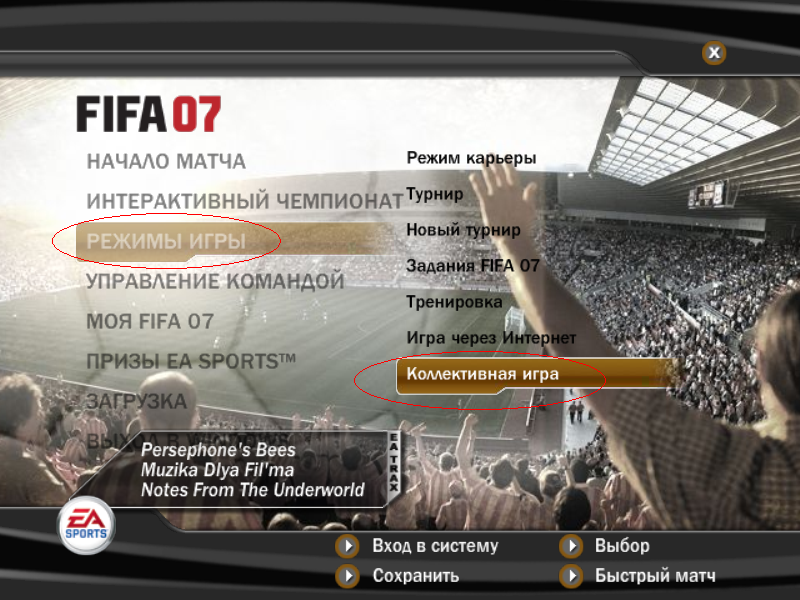 X
FIFA 07
НАЧАЛО МАТЧА
ИНТЕРАКТИВНЫЙ ЧЕМПИОНАТ
РЕЖИМЫ ИГРЫ
УПРАВЛЕНИЕ КОМАНДОЙ
МОЯ FIFA 07
ПРИЗЫ EA SPORTS™
ЗАГРУЗКА
ВЫХОД В
Режим карьеры
Турнир
Новый турнир
Задания FIFA 07
Тренировка
Игра через Интернет
Коллективная игра
Persephone's Bees
Muzika Dlya Fil'ma
Notes From The Underworld
EA TRAX
EA
SPORTS
Вход в систему
Выбор
Сохранить
Быстрый матч